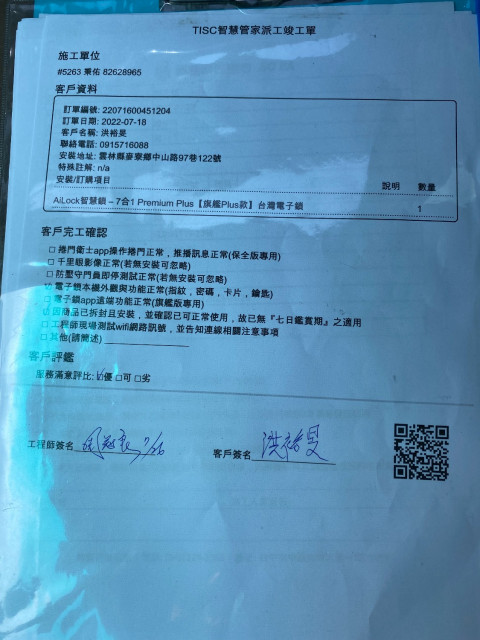 TISC智慧管家派工竣工單
施工單位
#5263 秉佑 82628965
客戶資料
訂單編號: 22071600451204
訂單日期: 2022-07-18
客戶名稱: 洪裕旻
聯絡電話: 0915716088
安裝地址: 雲林縣麥寮鄉中山路97巷122號
特殊註解: n/a
安裝/訂購項目 說明 數量
AiLock智慧鎖 – 7合1 Premium Plus【旗艦Plus款】台灣電子鎖 1
客戶完工確認
□ 捲門衛士app操作捲門正常，推播訊息正常(保全版專用)
□ 千里眼影像正常(若無安裝可忽略)
□ 防壓守門員即停測試正常(若無安裝可忽略)
☑ 電子鎖本機外觀與功能正常(指紋，密碼，卡片，鑰匙)
□ 電子鎖app遠端功能正常(旗艦版專用)
☑ 因商品已拆封且安裝，並確認已可正常使用，故已無『七日鑑賞期』之適用
□ 工程師現場測試wifi網路訊號，並告知連線相關注意事項
□ 其他(請簡述)
客戶評鑑
服務滿意評比: ☑優 □可 □劣
工程師簽名 7/26 客戶簽名 洪裕旻